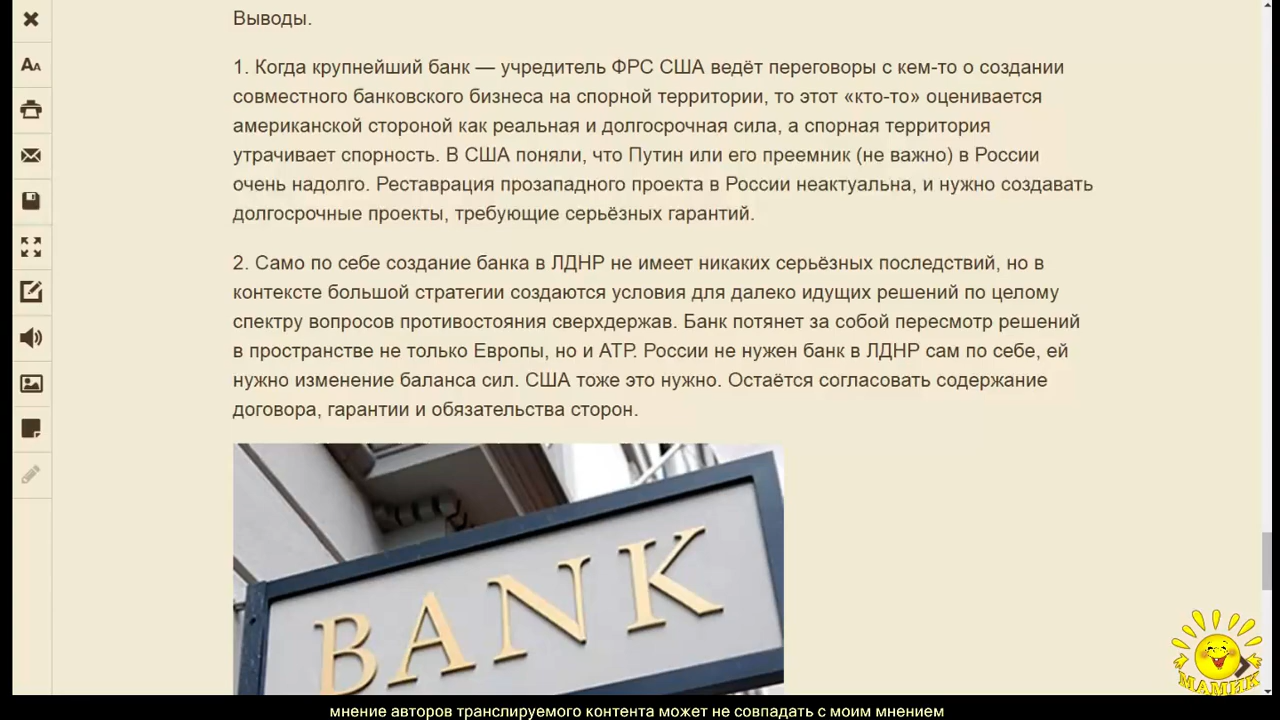 Выводы.
1. Когда крупнейший банк — учредитель ФРС США ведёт переговоры с кем-то о создании
совместного банковского бизнеса на спорной территории, то этот «кто-то» оценивается
американской стороной как реальная и долгосрочная сила, а спорная территория
утрачивает спорность. В США поняли, что Путин или его преемник (не важно) в России
очень надолго. Реставрация прозападного проекта в России неактуальна, и нужно создавать
долгосрочные проекты, требующие серьёзных гарантий.
2. Само по себе создание банка в ЛДНР не имеет никаких серьёзных последствий, но в
контексте большой стратегии создаются условия для далеко идущих решений по целому
спектру вопросов противостояния сверхдержав. Банк потянет за собой пересмотр решений
в пространстве не только Европы, но и АТР. России не нужен банк в ЛДНР сам по себе, ей
нужно изменение баланса сил. США тоже это нужно. Остаётся согласовать содержание
договора, гарантии и обязательства сторон.
BANK
МАМИК
мнение авторов транслируемого контента может не совпадать с моим мнением